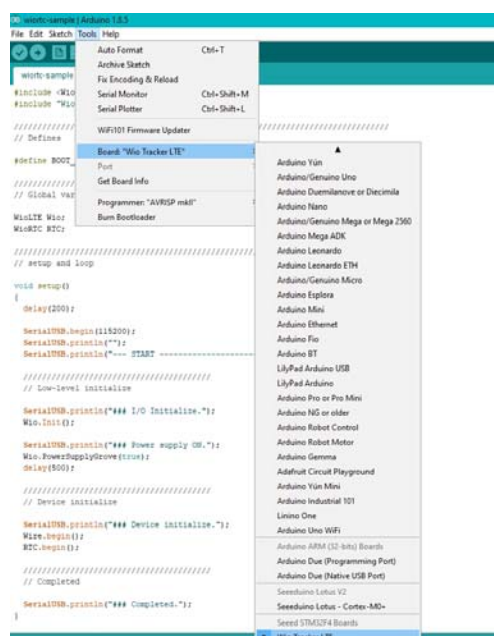 wiortc-sample | Arduino 1.8.5
File Edit Sketch Tools Help
wiortc-sample
Auto Format Ctrl+T
Archive Sketch
Fix Encoding & Reload
Serial Monitor Ctrl+Shift+M
Serial Plotter Ctrl+Shift+L
WiFi101 Firmware Updater
Board: "Wio Tracker LTE"
Port
Get Board Info
Programmer: "AVRISP mkII"
Burn Bootloader
#include <Wio
#include "Wio
/////////////
// Defines
#define BOOT_
// Global var
WioLTE Wio;
WioRTC RTC;
// setup and loop
void setup()
{
delay(200);
SerialUSB.begin(115200);
SerialUSB.println("");
SerialUSB.println("--- START
// Low-level initialize
SerialUSB.println("### I/O Initialize.");
Wio.Init();
SerialUSB.println("### Power supply ON.");
Wio.PowerSupplyGrove(true);
delay(500);
// Device initialize
SerialUSB.println("### Device initialize.");
Wire.begin();
RTC.begin();
// Completed
SerialUSB.println("### Completed.");
}
Arduino Yún
Arduino/Genuino Uno
Arduino Duemilanove or Diecimila
Arduino Nano
Arduino/Genuino Mega or Mega 2560
Arduino Mega ADK
Arduino Leonardo
Arduino Leonardo ETH
Arduino/Genuino Micro
Arduino Esplora
Arduino Mini
Arduino Ethernet
Arduino Fio
Arduino BT
LilyPad Arduino USB
LilyPad Arduino
Arduino Pro or Pro Mini
Arduino NG or older
Arduino Robot Control
Arduino Robot Motor
Arduino Gemma
Adafruit Circuit Playground
Arduino Yún Mini
Arduino Industrial 101
Linino One
Arduino Uno WiFi
Arduino ARM (32-bits) Boards
Arduino Due (Programming Port)
Arduino Due (Native USB Port)
Seeeduino Lotus V2
Seeeduino Lotus - Cortex-M0+
Seeed STM32F4 Boards
Wio Tracker LTE